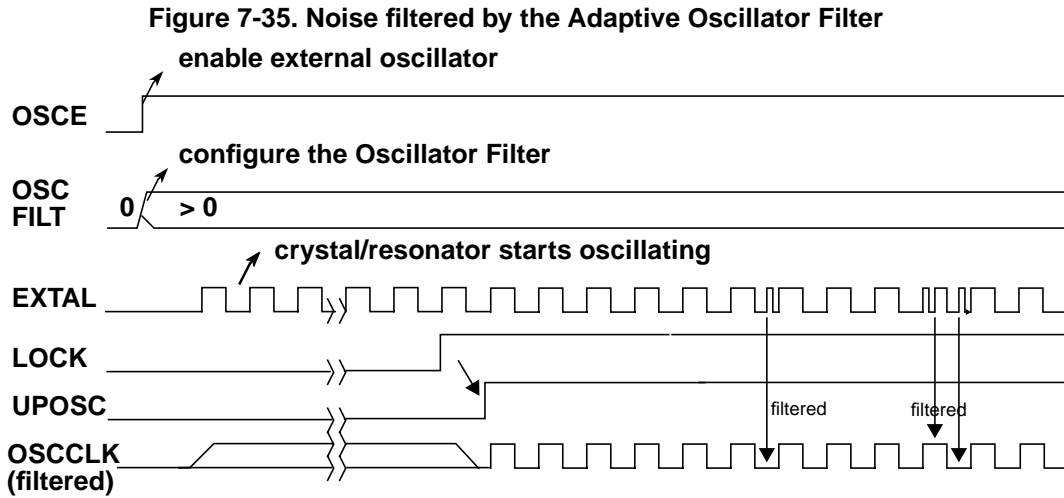 Figure 7-35. Noise filtered by the Adaptive Oscillator Filter
enable external oscillator
OSCE
configure the Oscillator Filter
OSC
FILT
0 > 0
crystal/resonator starts oscillating
EXTAL
LOCK
UPOSC
filtered filtered
OSCCLK
(filtered)